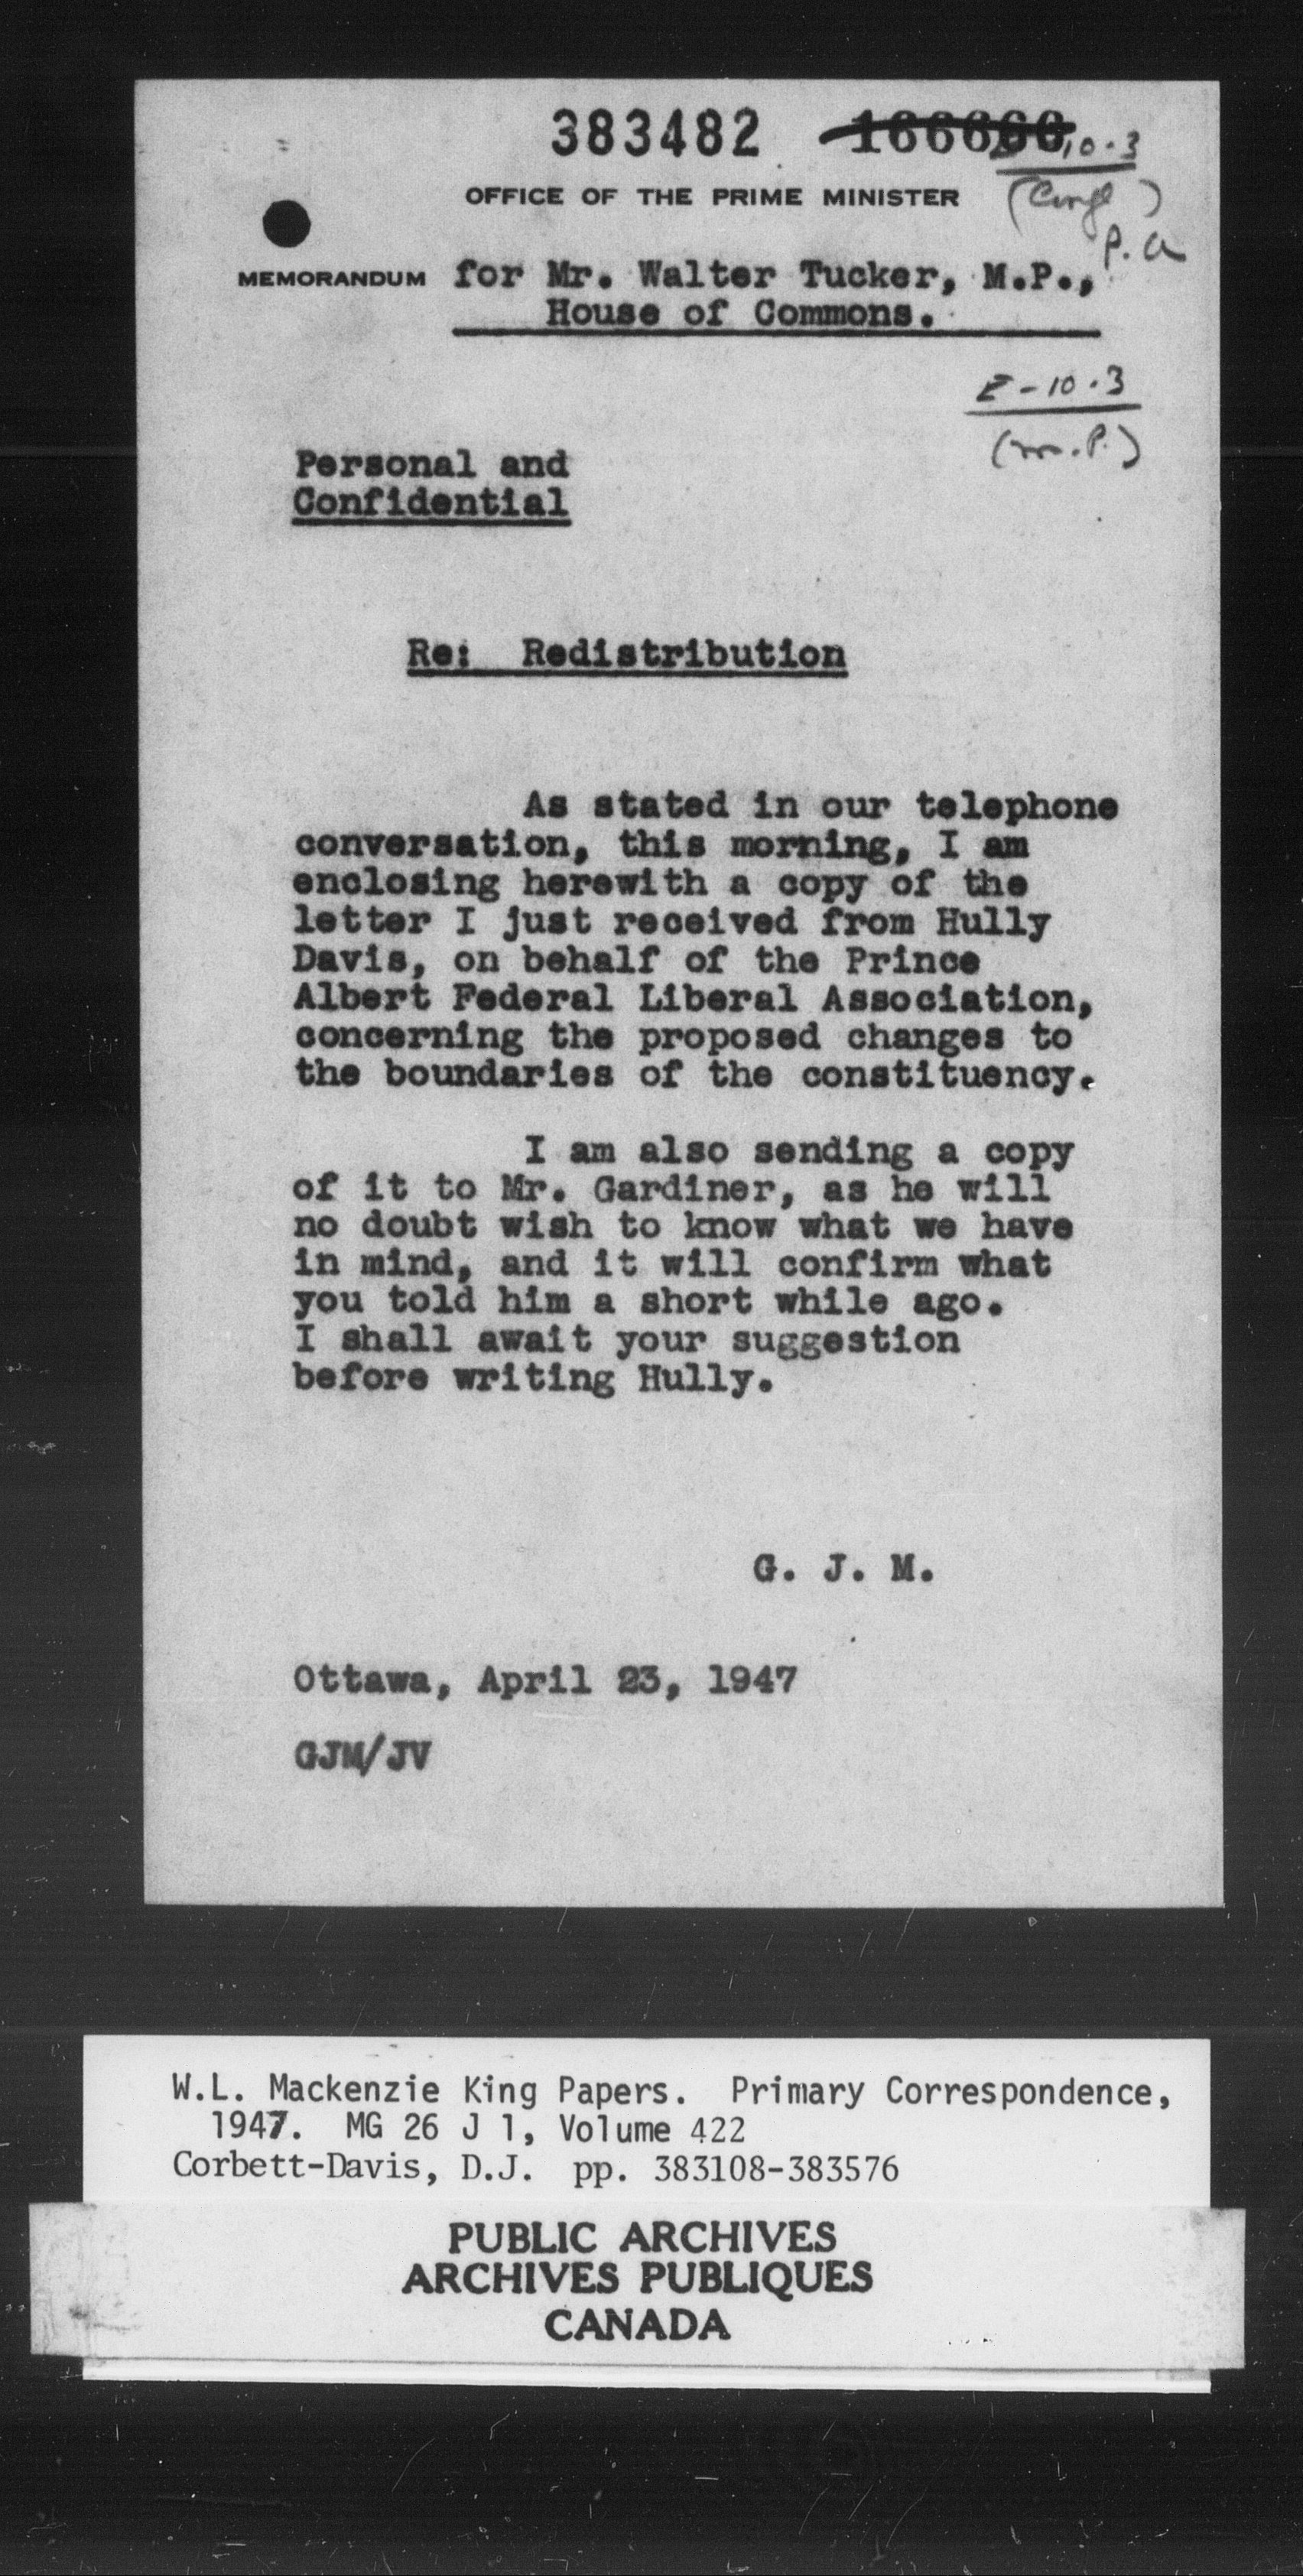 383482 166660
10.3
OFFICE OF THE PRIME MINISTER
P. A
MEMORANDUM for Mr. Walter Tucker, M.P.,
House of Commons.
E-10.3
(m.P.)
Personal and
Confidential
Re: Redistribution
As stated in our telephone
conversation, this morning, I am
enclosing herewith a copy of the
letter I just received from Hully
Davis, on behalf of the Prince
Albert Federal Liberal Association,
concerning the proposed changes to
the boundaries of the constituency.
I am also sending a copy
of it to Mr. Gardiner, as he will
no doubt wish to know what we have
in mind, and it will confirm what
you told him a short while ago.
I shall await your suggestion
before writing Hully.
G. J. M.
Ottawa, April 23, 1947
GJM/JV
W.L. Mackenzie King Papers. Primary Correspondence,
1947. MG 26 J 1, Volume 422
Corbett-Davis, D.J. pp. 383108-383576
PUBLIC ARCHIVES
ARCHIVES PUBLIQUES
CANADA